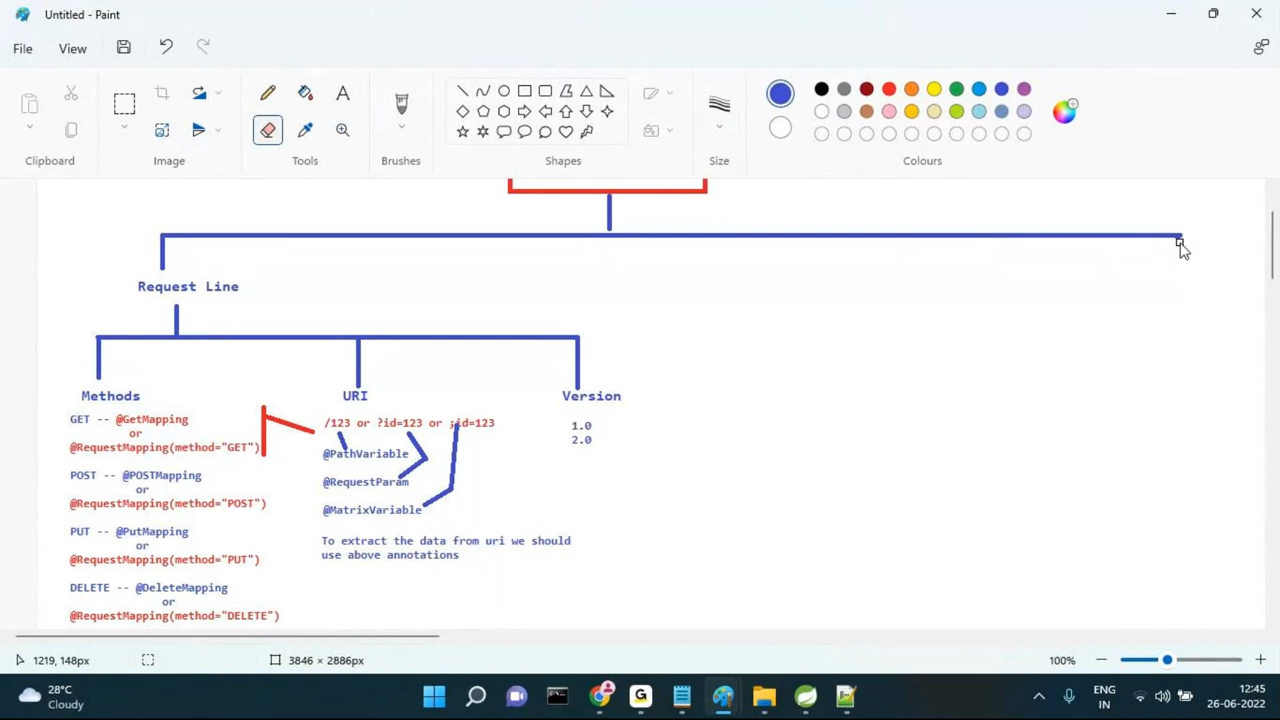 Untitled - Paint
File
View
Clipboard
Image
Tools
Brushes
Shapes
Size
Colours
Request Line
Methods
URI
Version
GET -- @GetMapping
or
@RequestMapping(method="GET")
POST -- @POSTMapping
or
@RequestMapping(method="POST")
PUT -- @PutMapping
or
@RequestMapping(method="PUT")
DELETE -- @DeleteMapping
or
@RequestMapping(method="DELETE")
/123 or ?id=123 or ;id=123
@PathVariable
@RequestParam
@MatrixVariable
To extract the data from uri we should
use above annotations
1.0
2.0
1219, 148px
3846 × 2886px
100%
28°C
Cloudy
ENG
IN
12:45
26-06-2022